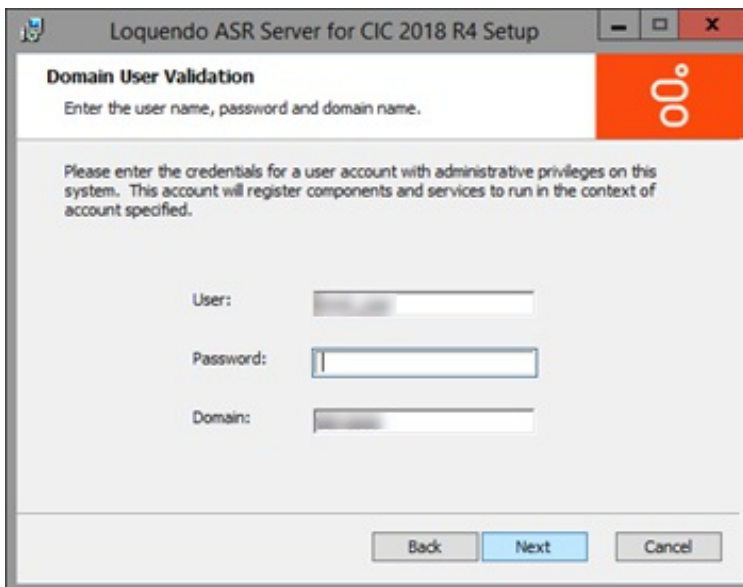 Loquendo ASR Server for CIC 2018 R4 Setup
Domain User Validation
Enter the user name, password and domain name.
Please enter the credentials for a user account with administrative privileges on this
system. This account will register components and services to run in the context of
account specified.
User:
Password:
Domain:
Back Next Cancel